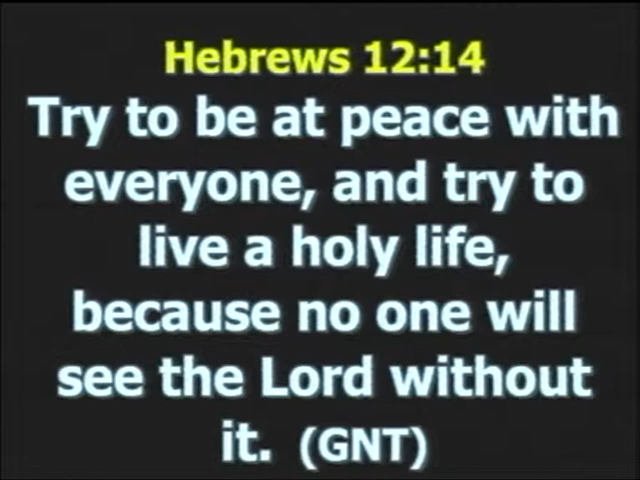 Hebrews 12:14
Try to be at peace with
everyone, and try to
live a holy life,
because no one will
see the Lord without
it. (GNT)